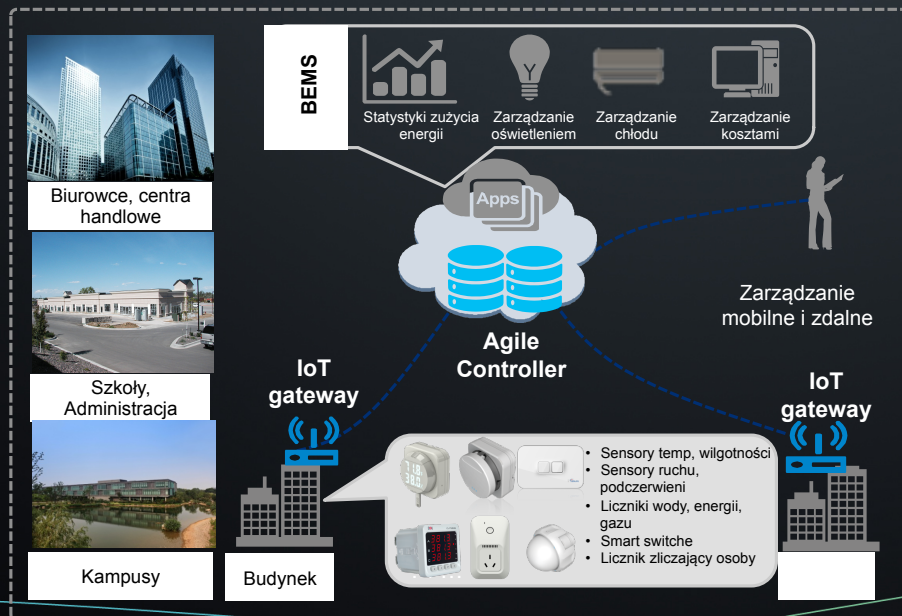 BEMS
Statystyki zużycia
energii
Zarządzanie
oświetleniem
Zarządzanie
chłodu
Zarządzanie
kosztami
Apps
Biurowce, centra
handlowe
Szkoły,
Administracja
Kampusy
Agile
Controller
Zarządzanie
mobilne i zdalne
IoT
gateway
Budynek
IoT
gateway
• Sensory temp, wilgotności
• Sensory ruchu,
podczerwieni
• Liczniki wody, energii,
gazu
• Smart switche
• Licznik zliczający osoby